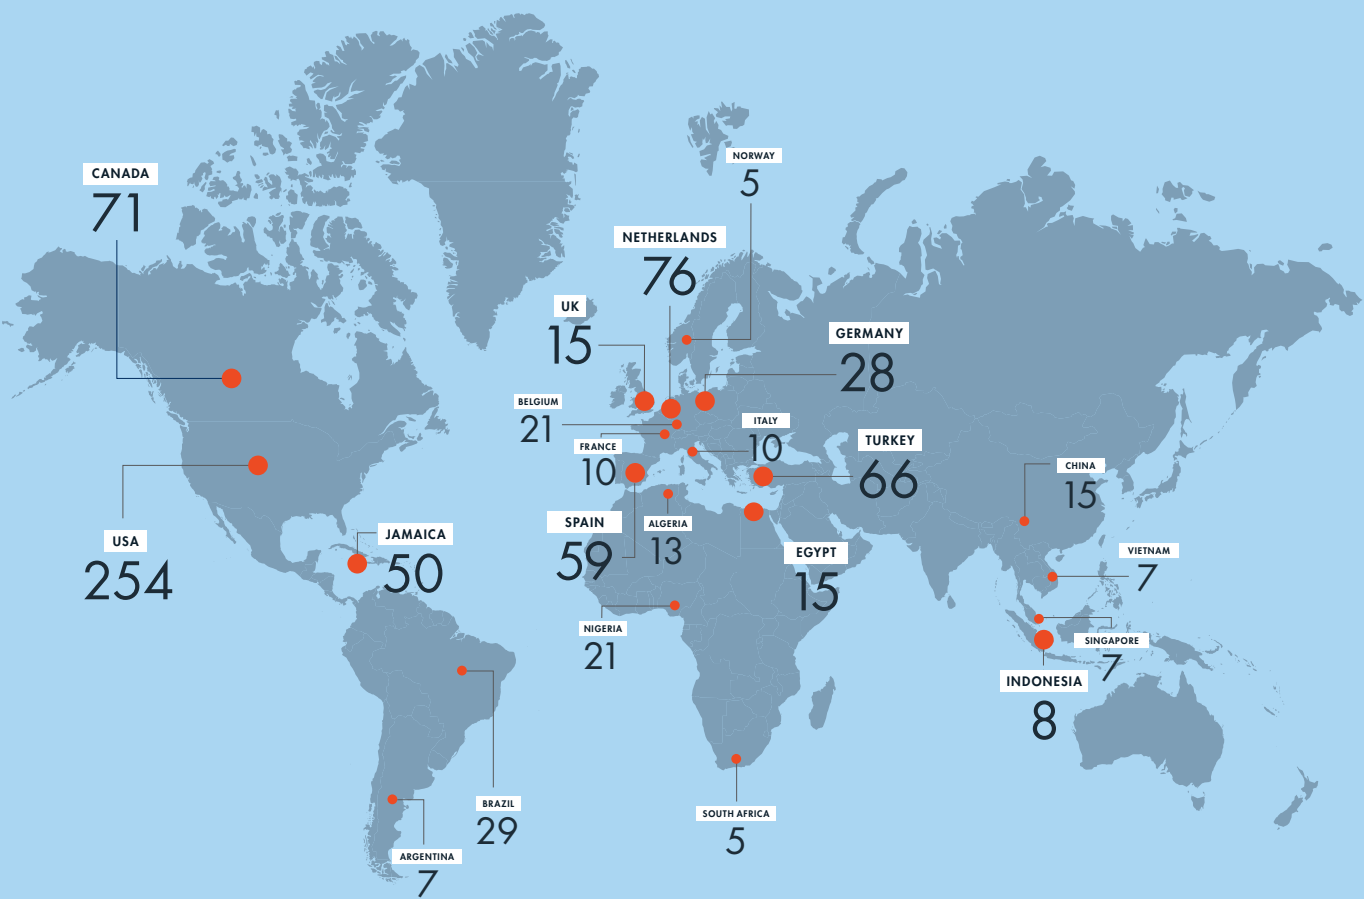 NORWAY
5
CANADA
71
NETHERLANDS
76
UK
15
GERMANY
28
BELGIUM
21
ITALY
10
FRANCE
10
TURKEY
66
CHINA
15
USA
254
JAMAICA
50
SPAIN
59
ALGERIA
13
EGYPT
15
VIETNAM
7
NIGERIA
21
SINGAPORE
7
INDONESIA
8
BRAZIL
29
SOUTH AFRICA
5
ARGENTINA
7